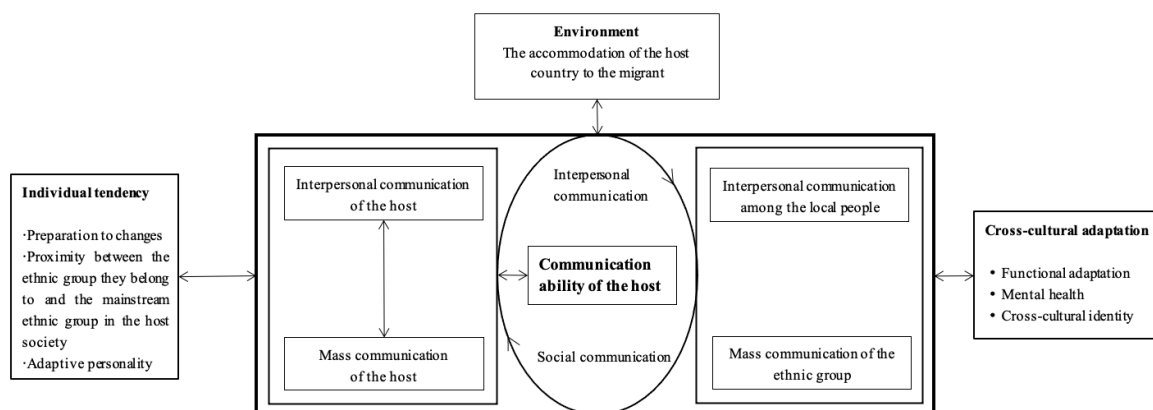 Environment
The accommodation of the host
country to the migrant
Individual tendency
·Preparation to changes
·Proximity between the
ethnic group they belong
to and the mainstream
ethnic group in the host
society
·Adaptive personality
Interpersonal communication
of the host
Mass communication
of the host
Interpersonal
communication
Communication
ability of the host
Social communication
Interpersonal communication
among the local people
Mass communication of the
ethnic group
Cross-cultural adaptation
• Functional adaptation
• Mental health
• Cross-cultural identity